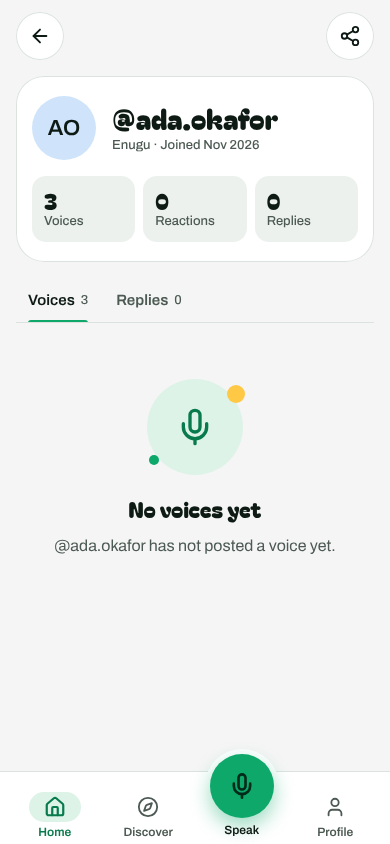 AO
@ada.okafor
Enugu · Joined Nov 2026
3
Voices
0
Reactions
0
Replies
Voices 3
Replies 0
No voices yet
@ada.okafor has not posted a voice yet.
Home
Discover
Speak
Profile